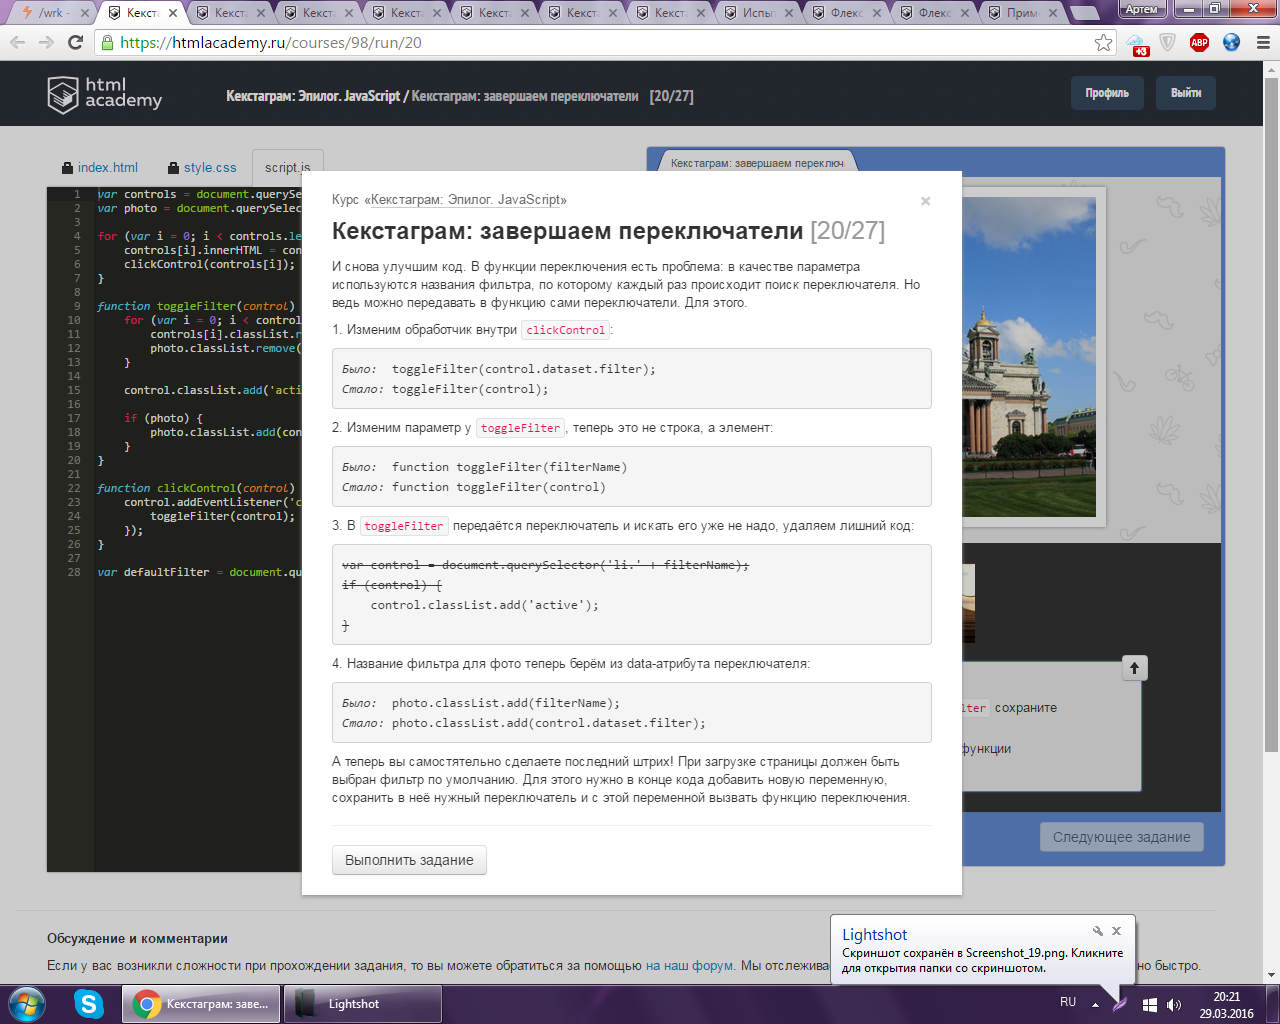 /wrk -
Кекста
Кекста
Кекста
Кекста
Кекста
Кекста
Кекста
Испыт
Флекс
Флекс
Приме
Артем
https://htmlacademy.ru/courses/98/run/20
+3
ABP
html
academy
Кекстаграм: Эпилог. JavaScript / Кекстаграм: завершаем переключатели [20/27]
Профиль
Выйти
index.html
style.css
script.js
Кекстаграм: завершаем переключ
1 var controls = document.querySe
2 var photo = document.querySelec
3
4 for (var i = 0; i < controls.le
5 controls[i].innerHTML = con
6 clickControl(controls[i]);
7 }
8
9 function toggleFilter(control)
10 for (var i = 0; i < control
11 controls[i].classList.r
12 photo.classList.remove(
13 }
14
15 control.classList.add('acti
16
17 if (photo) {
18 photo.classList.add(con
19 }
20 }
21
22 function clickControl(control)
23 control.addEventListener('c
24 toggleFilter(control);
25 });
26 }
27
28 var defaultFilter = document.qu
Курс «Кекстаграм: Эпилог. JavaScript»
Кекстаграм: завершаем переключатели [20/27]
И снова улучшим код. В функции переключения есть проблема: в качестве параметра
используются названия фильтра, по которому каждый раз происходит поиск переключателя. Но
ведь можно передавать в функцию сами переключатели. Для этого.
1. Изменим обработчик внутри clickControl:
Было: toggleFilter(control.dataset.filter);
Стало: toggleFilter(control);
2. Изменим параметр у toggleFilter, теперь это не строка, а элемент:
Было: function toggleFilter(filterName)
Стало: function toggleFilter(control)
3. В toggleFilter передаётся переключатель и искать его уже не надо, удаляем лишний код:
var control = document.querySelector('li.' + filterName);
if (control) {
control.classList.add('active');
}
4. Название фильтра для фото теперь берём из data-атрибута переключателя:
Было: photo.classList.add(filterName);
Стало: photo.classList.add(control.dataset.filter);
А теперь вы самостятельно сделаете последний штрих! При загрузке страницы должен быть
выбран фильтр по умолчанию. Для этого нужно в конце кода добавить новую переменную,
сохранить в неё нужный переключатель и с этой переменной вызвать функцию переключения.
Выполнить задание
lter сохраните
функции
Следующее задание
Обсуждение и комментарии
Если у вас возникли сложности при прохождении задания, то вы можете обратиться за помощью на наш форум. Мы отслежива
но быстро.
Lightshot
Скриншот сохранён в Screenshot_19.png. Кликните
для открытия папки со скриншотом.
Кекстаграм: заве...
Lightshot
RU
20:21
29.03.2016